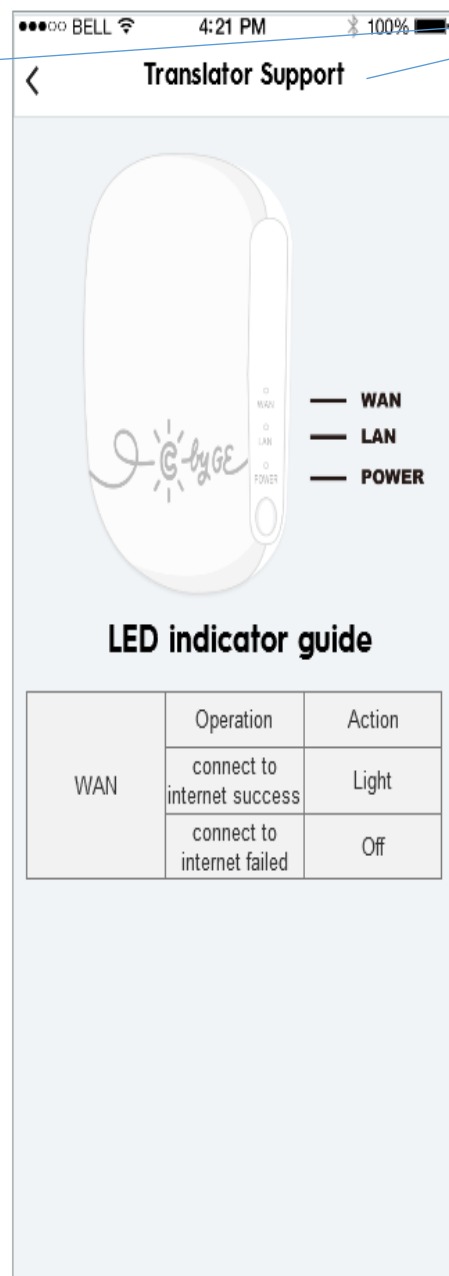 BELL 4:21 PM 100%
Translator Support
WAN
LAN
POWER
WAN
LAN
POWER
C by GE
LED indicator guide
Operation Action
WAN
connect to
internet success
Light
connect to
internet failed
Off